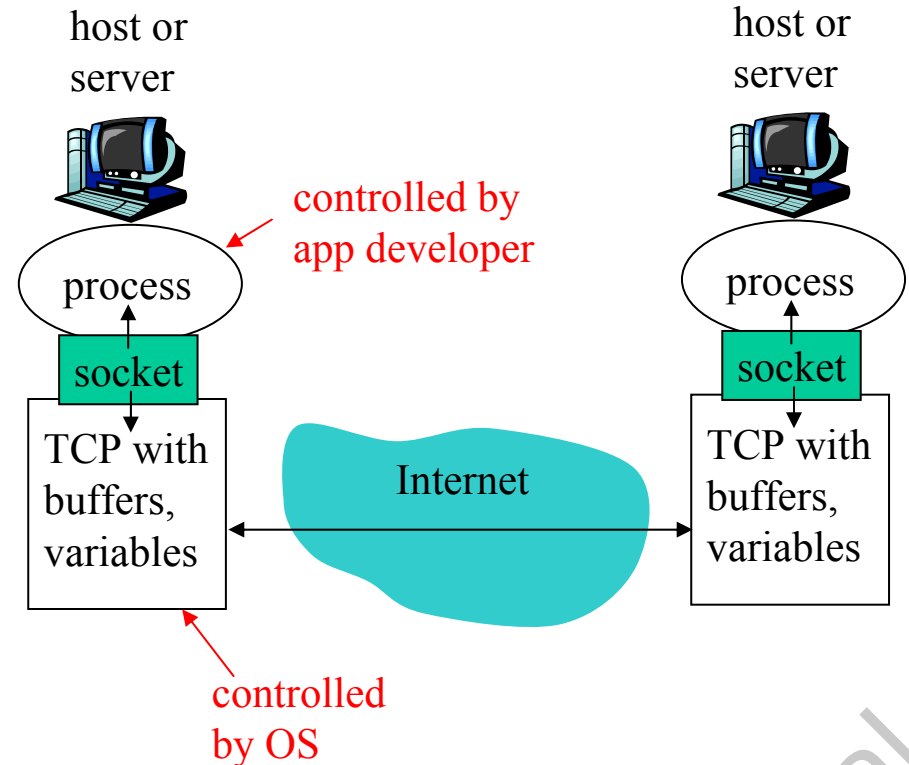 host or
server
host or
server
controlled by
app developer
process
process
socket
socket
TCP with
buffers,
variables
Internet
TCP with
buffers,
variables
controlled
by OS